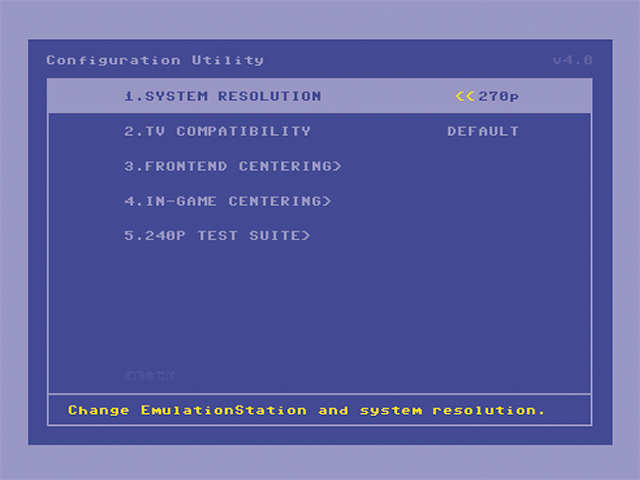 Configuration Utility v4.0
1.SYSTEM RESOLUTION <<270p
2.TV COMPATIBILITY DEFAULT
3.FRONTEND CENTERING>
4.IN-GAME CENTERING>
5.240P TEST SUITE>
<BACK
Change EmulationStation and system resolution.